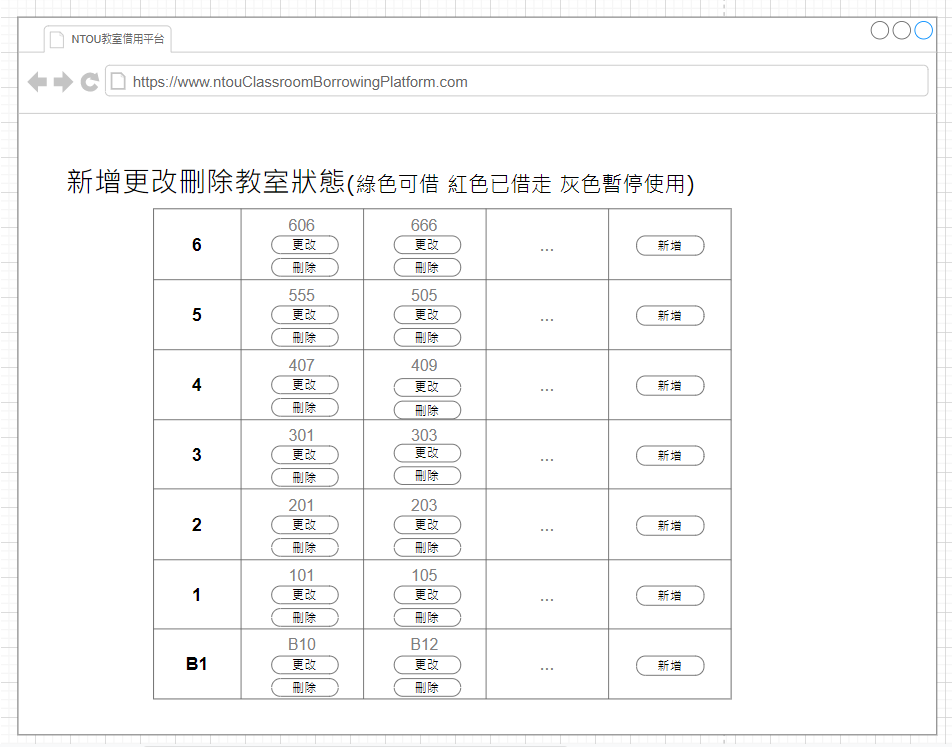 NTOU教室借用平台
https://www.ntouClassroomBorrowingPlatform.com
新增更改刪除教室狀態(綠色可借 紅色已借走 灰色暫停使用)
6 606 更改 刪除 666 更改 刪除 ... 新增
5 555 更改 刪除 505 更改 刪除 ... 新增
4 407 更改 刪除 409 更改 刪除 ... 新增
3 301 更改 刪除 303 更改 刪除 ... 新增
2 201 更改 刪除 203 更改 刪除 ... 新增
1 101 更改 刪除 105 更改 刪除 ... 新增
B1 B10 更改 刪除 B12 更改 刪除 ... 新增